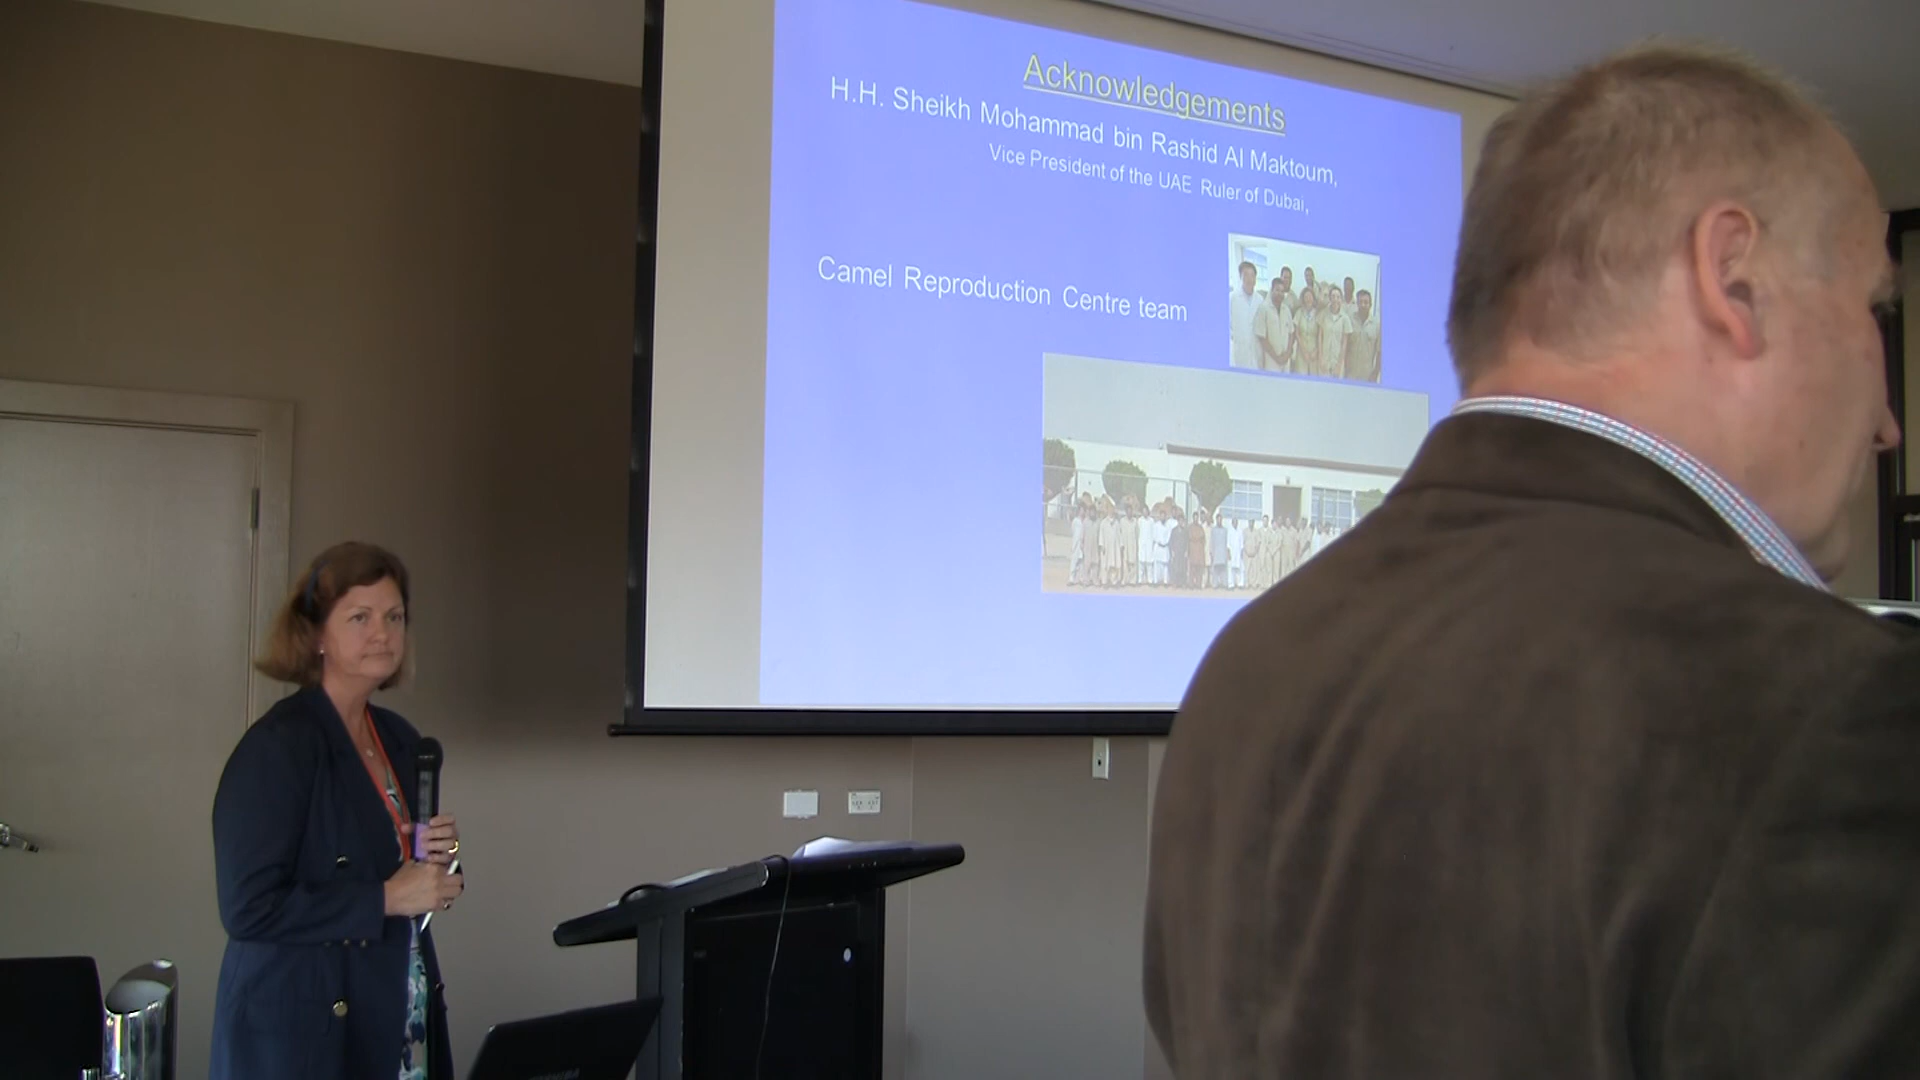 Acknowledgements
H.H. Sheikh Mohammad bin Rashid Al Maktoum,
Vice President of the UAE Ruler of Dubai,
Camel Reproduction Centre team